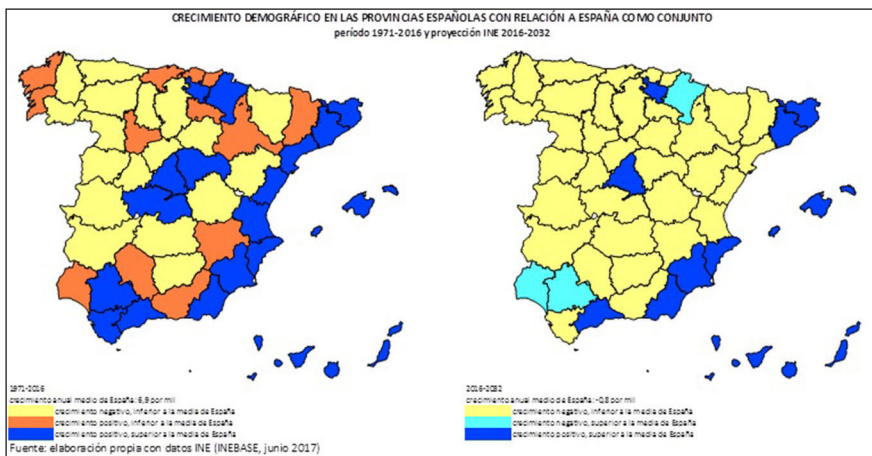 CRECIMIENTO DEMOGRÁFICO EN LAS PROVINCIAS ESPAÑOLAS CON RELACIÓN A ESPAÑA COMO CONJUNTO
período 1971-2016 y proyección INE 2016-2032
1971-2016
crecimiento anual medio de España: 6,9 por mil
crecimiento negativo, inferior a la media de España
crecimiento positivo, inferior a la media de España
crecimiento positivo, superior a la media de España
2016-2032
crecimiento anual medio de España: -0,8 por mil
crecimiento negativo, inferior a la media de España
crecimiento negativo, superior a la media de España
crecimiento positivo, superior a la media de España
Fuente: elaboración propia con datos INE (INEBASE, junio 2017)